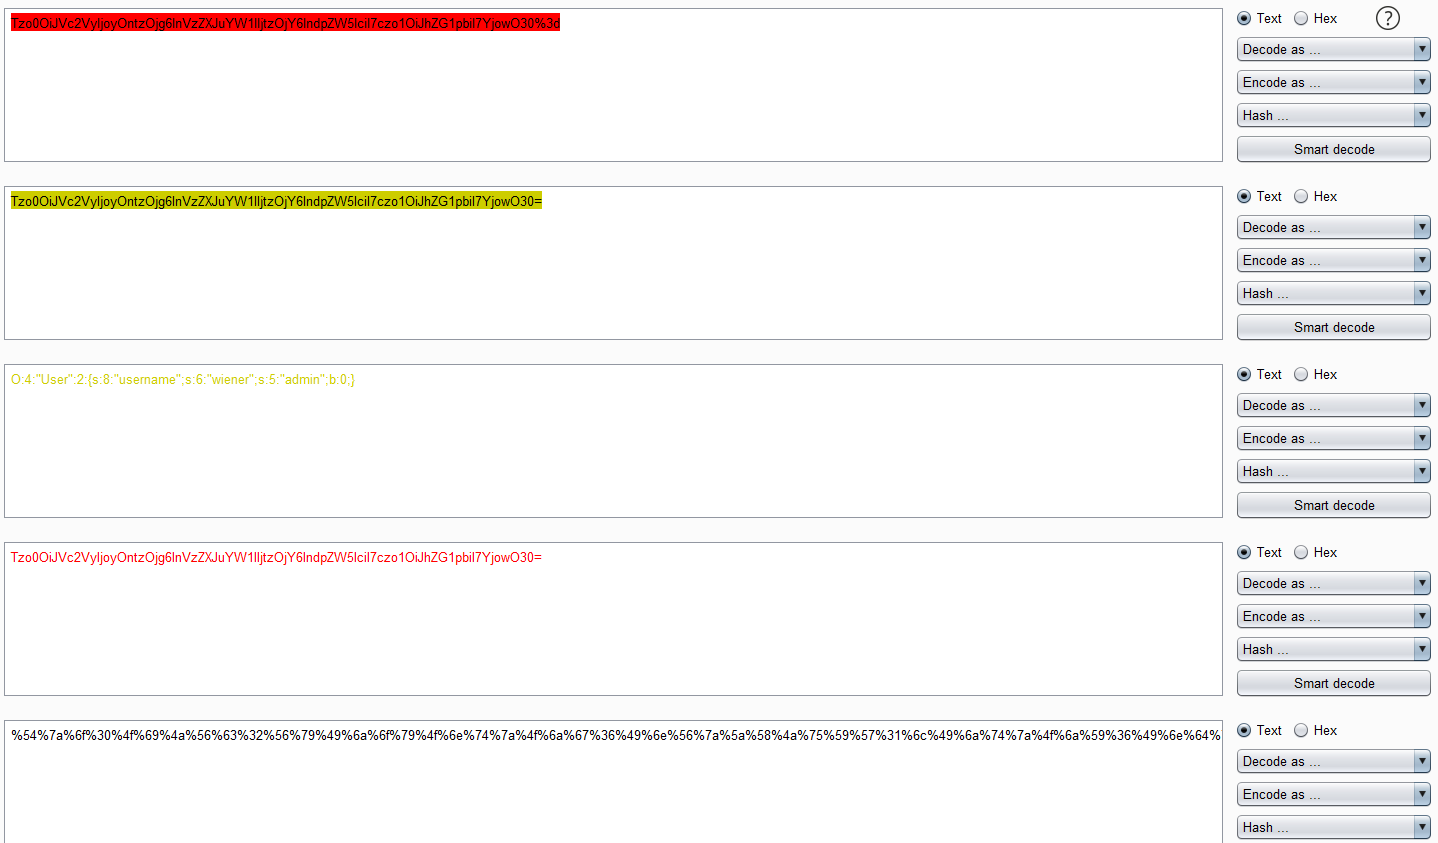 Tzo0OiJVc2VyIjoyOntzOjg6InVzZXJuYW1lIjtzOjY6IndpZW5lciI7czo1OiJhZG1pbiI7YjowO30%3d
Text Hex ?
Decode as ...
Encode as ...
Hash ...
Smart decode
Tzo0OiJVc2VyIjoyOntzOjg6InVzZXJuYW1lIjtzOjY6IndpZW5lciI7czo1OiJhZG1pbiI7YjowO30=
Text Hex
Decode as ...
Encode as ...
Hash ...
Smart decode
O:4:"User":2:{s:8:"username";s:6:"wiener";s:5:"admin";b:0;}
Text Hex
Decode as ...
Encode as ...
Hash ...
Smart decode
Tzo0OiJVc2VyIjoyOntzOjg6InVzZXJuYW1lIjtzOjY6IndpZW5lciI7czo1OiJhZG1pbiI7YjowO30=
Text Hex
Decode as ...
Encode as ...
Hash ...
Smart decode
%54%7a%6f%30%4f%69%4a%56%63%32%56%79%49%6a%6f%79%4f%6e%74%7a%4f%6a%67%36%49%6e%56%7a%5a%58%4a%75%59%57%31%6c%49%6a%74%7a%4f%6a%59%36%49%6e%64%
Text Hex
Decode as ...
Encode as ...
Hash ...